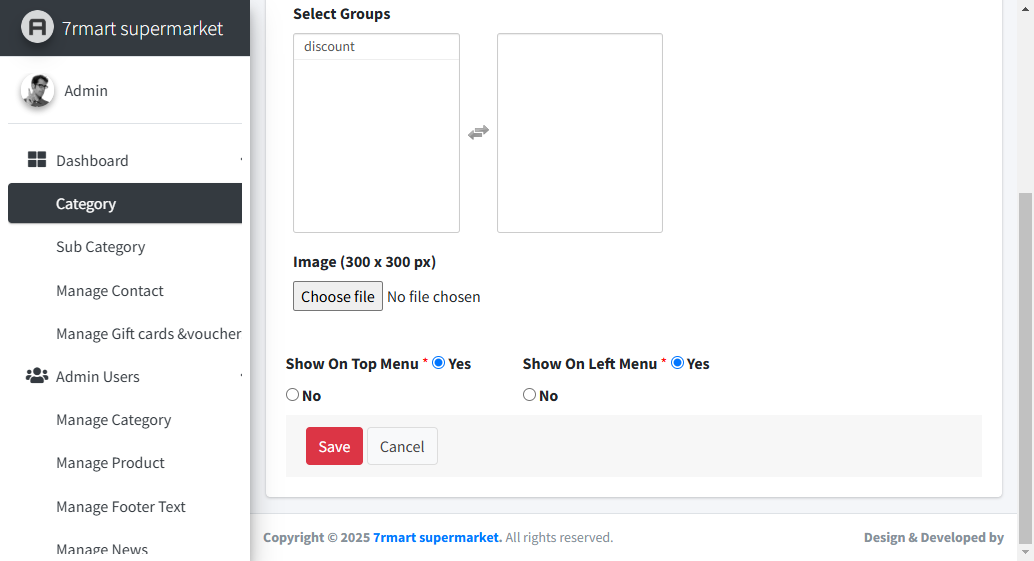 7rmart supermarket
Admin
Dashboard
Category
Sub Category
Manage Contact
Manage Gift cards &voucher
Admin Users
Manage Category
Manage Product
Manage Footer Text
Manage News
Select Groups
discount
Image (300 x 300 px)
Choose file No file chosen
Show On Top Menu * Yes
No
Show On Left Menu * Yes
No
Save Cancel
Copyright © 2025 7rmart supermarket. All rights reserved.
Design & Developed by